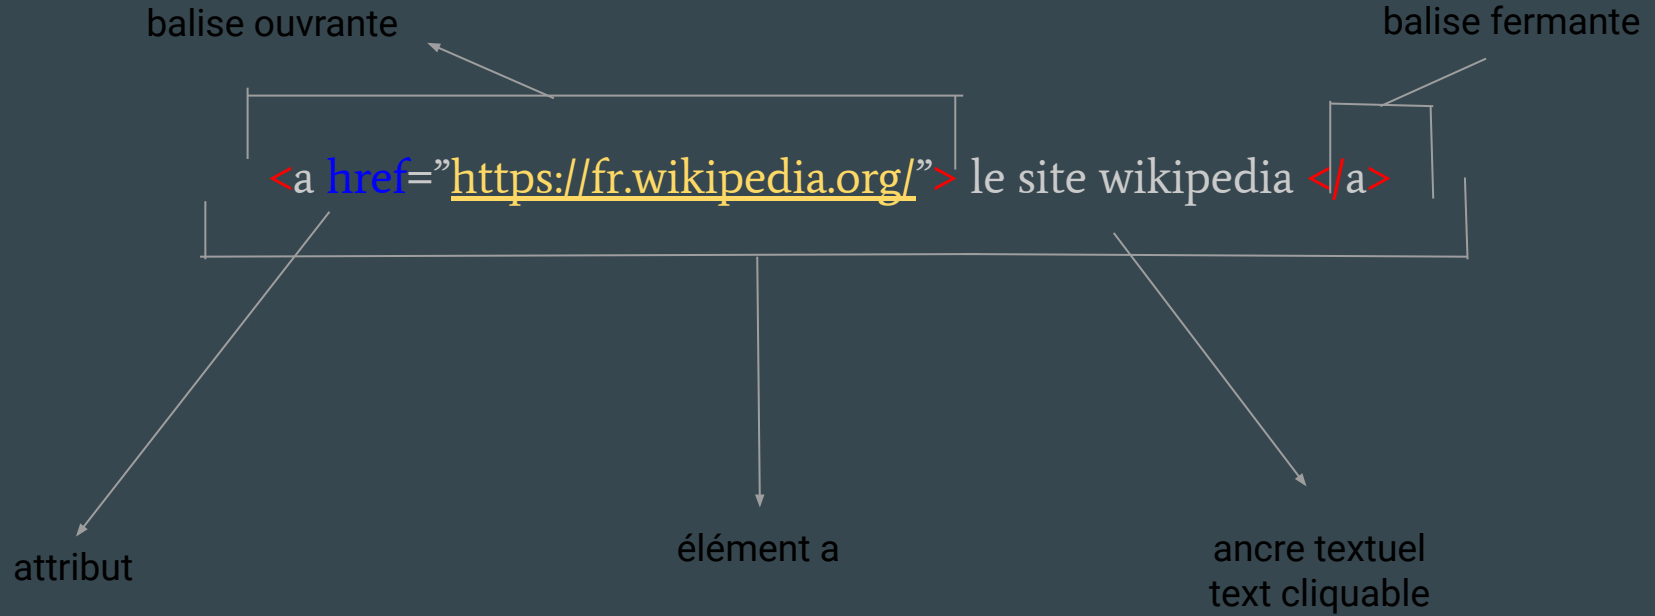 balise ouvrante
balise fermante
<a href=”https://fr.wikipedia.org/”> le site wikipedia </a>
attribut
élément a
ancre textuel
text cliquable